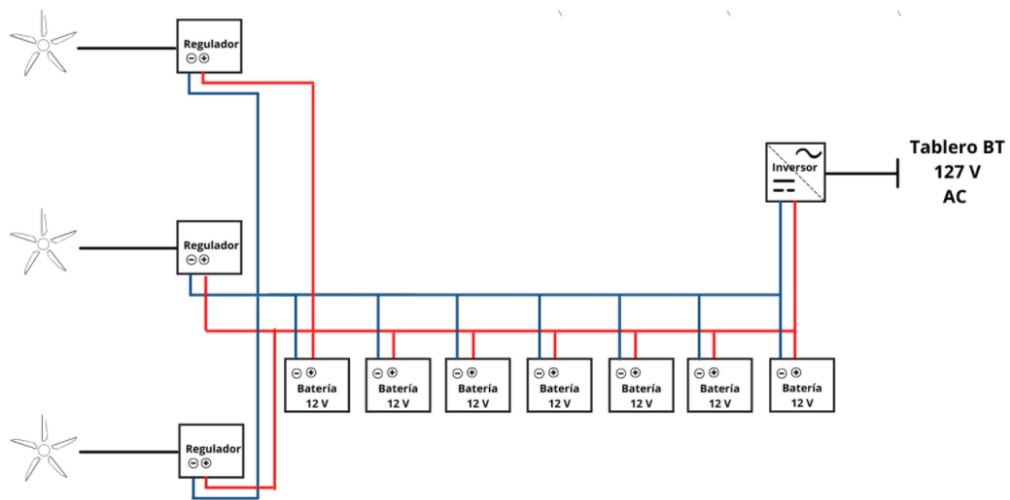 Regulador
Tablero BT
127 V
AC
Inversor
Regulador
Batería
12 V
Batería
12 V
Batería
12 V
Batería
12 V
Batería
12 V
Batería
12 V
Batería
12 V
Regulador